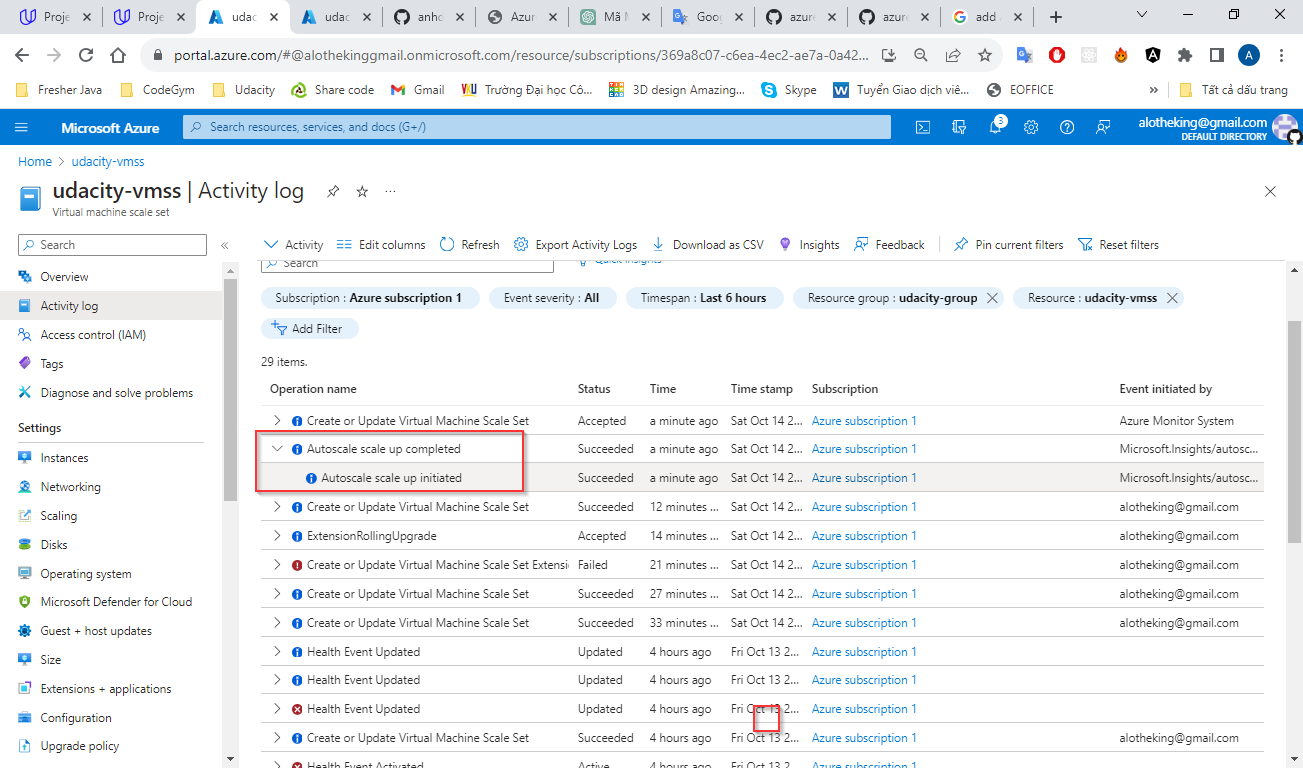 Proje
Proje
udac
udac
anhc
Azur
Mã M
Goo
azure
azure
add
portal.azure.com/#@alothekinggmail.onmicrosoft.com/resource/subscriptions/369a8c07-c6ea-4ec2-ae7a-0a42...
A
Fresher Java
CodeGym
Udacity
Share code
Gmail
Trường Đại học Cô...
3D design Amazing...
Skype
Tuyển Giao dịch viê...
EOFFICE
»
Tất cả dấu trang
Microsoft Azure
Search resources, services, and docs (G+/)
3
alotheking@gmail.com
DEFAULT DIRECTORY
Home > udacity-vmss
udacity-vmss | Activity log
Virtual machine scale set
Search
«
Overview
Activity log
Access control (IAM)
Tags
Diagnose and solve problems
Settings
Instances
Networking
Scaling
Disks
Operating system
Microsoft Defender for Cloud
Guest + host updates
Size
Extensions + applications
Configuration
Upgrade policy
Activity Edit columns Refresh Export Activity Logs Download as CSV Insights Feedback Pin current filters Reset filters
Search Quick Insights
Subscription : Azure subscription 1 Event severity : All Timespan : Last 6 hours Resource group : udacity-group Resource : udacity-vmss
Add Filter
29 items.
Operation name Status Time Time stamp Subscription Event initiated by
Create or Update Virtual Machine Scale Set Accepted a minute ago Sat Oct 14 2... Azure subscription 1 Azure Monitor System
Autoscale scale up completed Succeeded a minute ago Sat Oct 14 2... Azure subscription 1 Microsoft.Insights/autosc...
Autoscale scale up initiated Succeeded a minute ago Sat Oct 14 2... Azure subscription 1 Microsoft.Insights/autosc...
Create or Update Virtual Machine Scale Set Succeeded 12 minutes ... Sat Oct 14 2... Azure subscription 1 alotheking@gmail.com
ExtensionRollingUpgrade Accepted 14 minutes ... Sat Oct 14 2... Azure subscription 1 alotheking@gmail.com
Create or Update Virtual Machine Scale Set Extensi Failed 21 minutes ... Sat Oct 14 2... Azure subscription 1 alotheking@gmail.com
Create or Update Virtual Machine Scale Set Succeeded 27 minutes ... Sat Oct 14 2... Azure subscription 1 alotheking@gmail.com
Create or Update Virtual Machine Scale Set Succeeded 33 minutes ... Sat Oct 14 2... Azure subscription 1 alotheking@gmail.com
Health Event Updated Updated 4 hours ago Fri Oct 13 2... Azure subscription 1
Health Event Updated Updated 4 hours ago Fri Oct 13 2... Azure subscription 1
Health Event Updated Updated 4 hours ago Fri Oct 13 2... Azure subscription 1
Create or Update Virtual Machine Scale Set Succeeded 4 hours ago Fri Oct 13 2... Azure subscription 1 alotheking@gmail.com
Health Event Activated Active 4 hours ago Fri Oct 13 2... Azure subscription 1